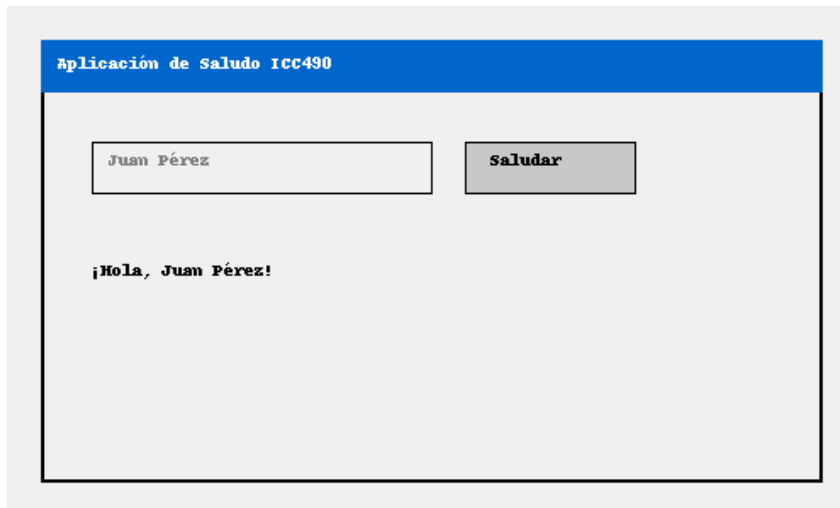 Aplicación de Saludo ICC490
Juan Pérez
Saludar
¡Hola, Juan Pérez!